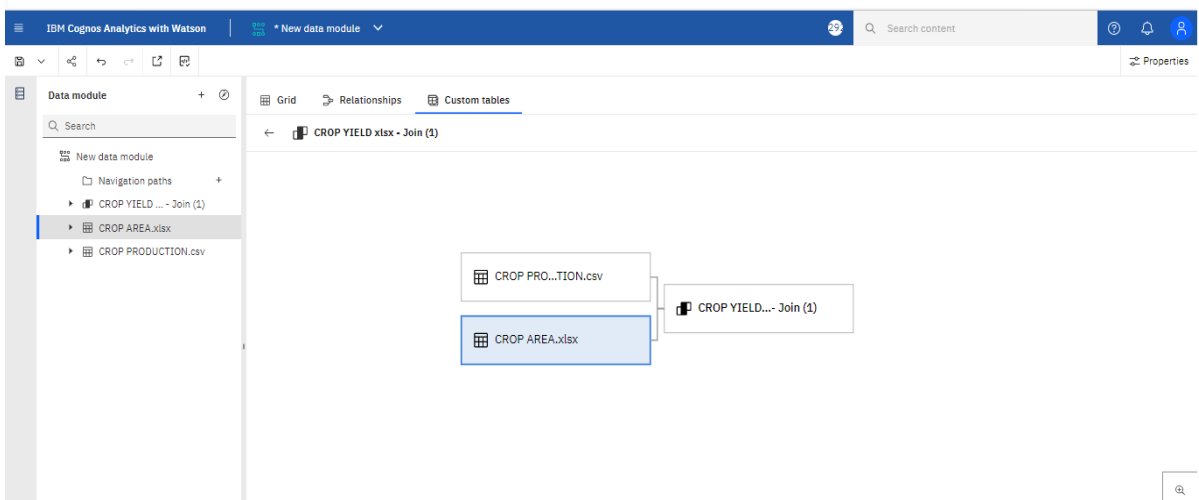 IBM Cognos Analytics with Watson
* New data module
29
Search content
Properties
Data module
Grid
Relationships
Custom tables
Search
CROP YIELD xlsx - Join (1)
New data module
Navigation paths
CROP YIELD ... - Join (1)
CROP AREA.xlsx
CROP PRODUCTION.csv
CROP PRO...TION.csv
CROP YIELD...- Join (1)
CROP AREA.xlsx